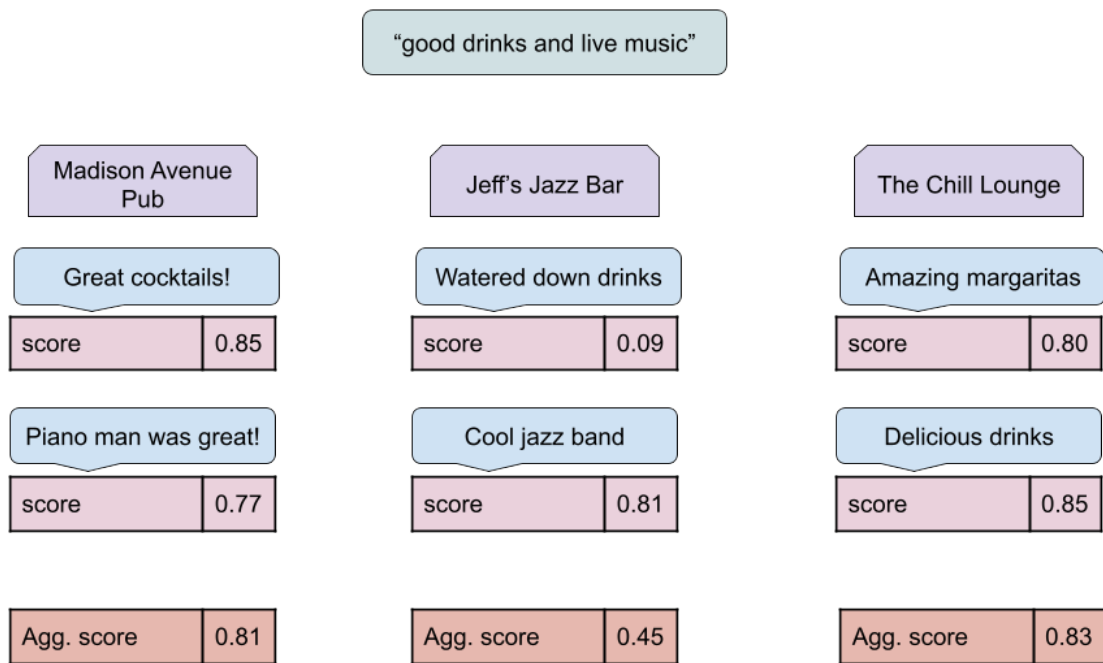 “good drinks and live music”
Madison Avenue
Pub
Jeff’s Jazz Bar
The Chill Lounge
Great cocktails!
Watered down drinks
Amazing margaritas
score 0.85
score 0.09
score 0.80
Piano man was great!
Cool jazz band
Delicious drinks
score 0.77
score 0.81
score 0.85
Agg. score 0.81
Agg. score 0.45
Agg. score 0.83